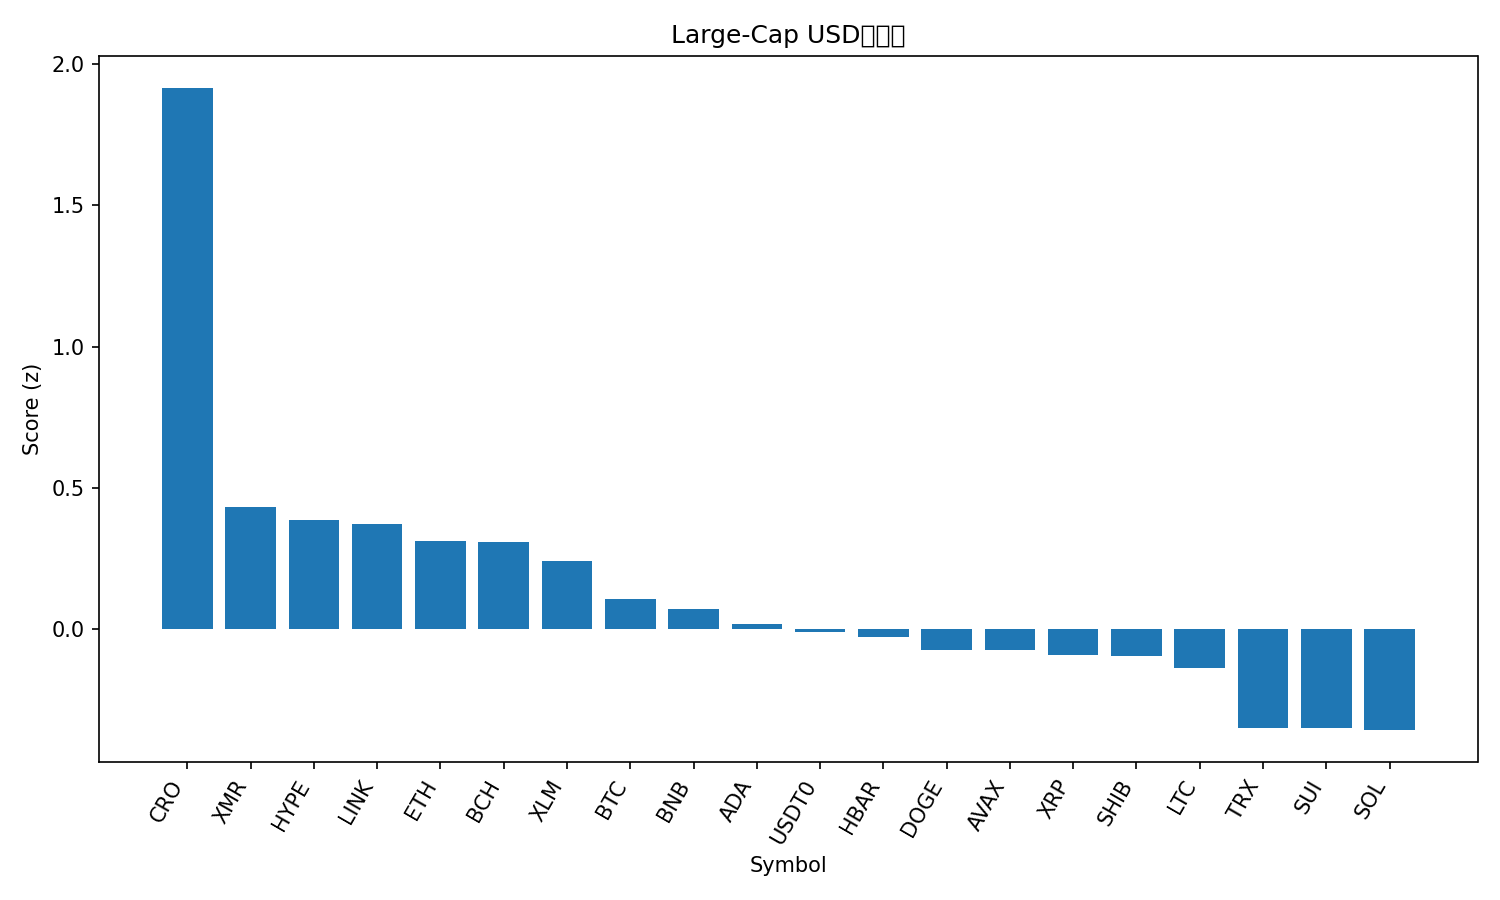 Large-Cap USD
Score (z)
2.0
1.5
1.0
0.5
0.0
CRO
XMR
HYPE
LINK
ETH
BCH
XLM
BTC
BNB
ADA
USDT0
HBAR
DOGE
AVAX
XRP
SHIB
LTC
TRX
SUI
SOL
Symbol